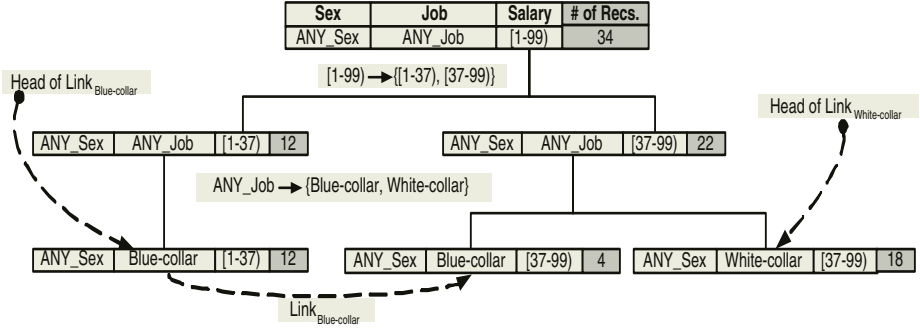 Sex Job Salary # of Recs.
ANY_Sex ANY_Job [1-99) 34
[1-99) → {[1-37), [37-99)}
Head of Link Blue-collar
Head of Link White-collar
ANY_Sex ANY_Job [1-37) 12
ANY_Sex ANY_Job [37-99) 22
ANY_Job → {Blue-collar, White-collar}
ANY_Sex Blue-collar [1-37) 12
ANY_Sex Blue-collar [37-99) 4
ANY_Sex White-collar [37-99) 18
Link Blue-collar